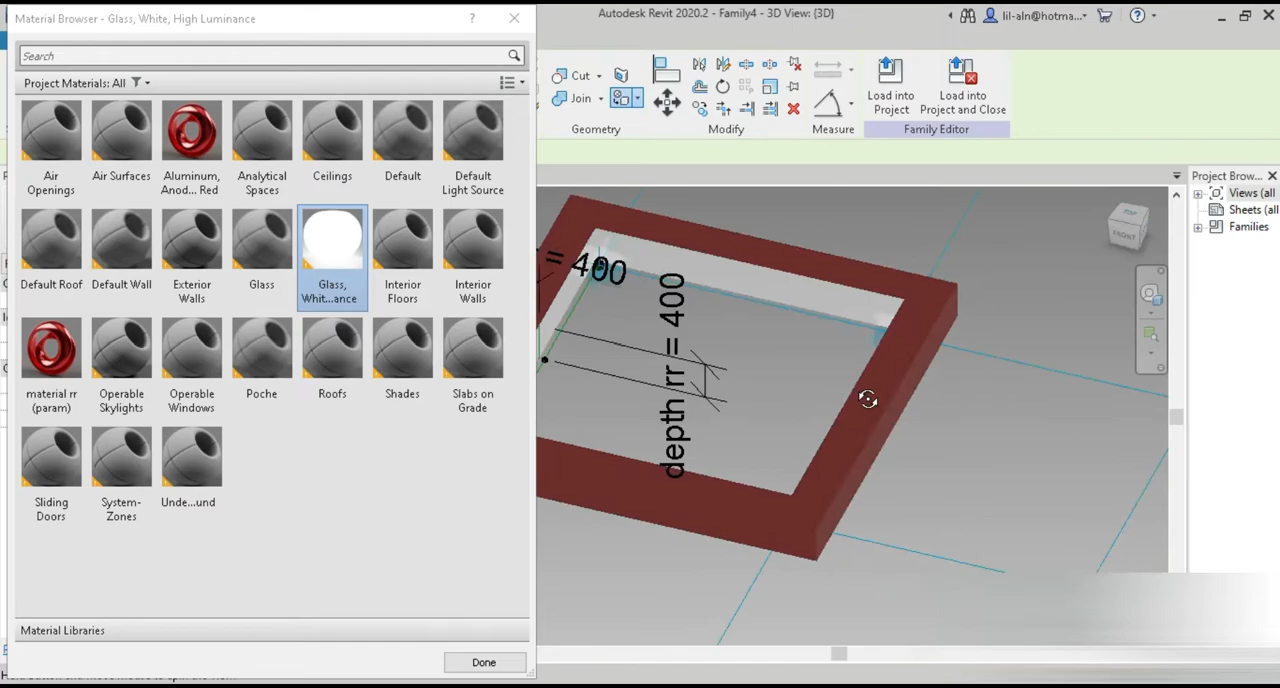 Material Browser - Glass, White, High Luminance
?
Autodesk Revit 2020.2 - Family4 - 3D View: {3D}
lil-aln@hotma...
Search
Project Materials: All
Cut
Join
Load into
Project
Load into
Project and Close
Geometry
Modify
Measure
Family Editor
Air
Openings
Air Surfaces
Aluminum,
Anod... Red
Analytical
Spaces
Ceilings
Default
Default
Light Source
Default Roof
Default Wall
Exterior
Walls
Glass
Glass,
Whit...ance
Interior
Floors
Interior
Walls
material rr
(param)
Operable
Skylights
Operable
Windows
Poche
Roofs
Shades
Slabs on
Grade
Sliding
Doors
System-
Zones
Unde...und
Material Libraries
Done
= 400
depth rr = 400
TOP
FRONT
Project Brow...
Views (all
Sheets (all
Families